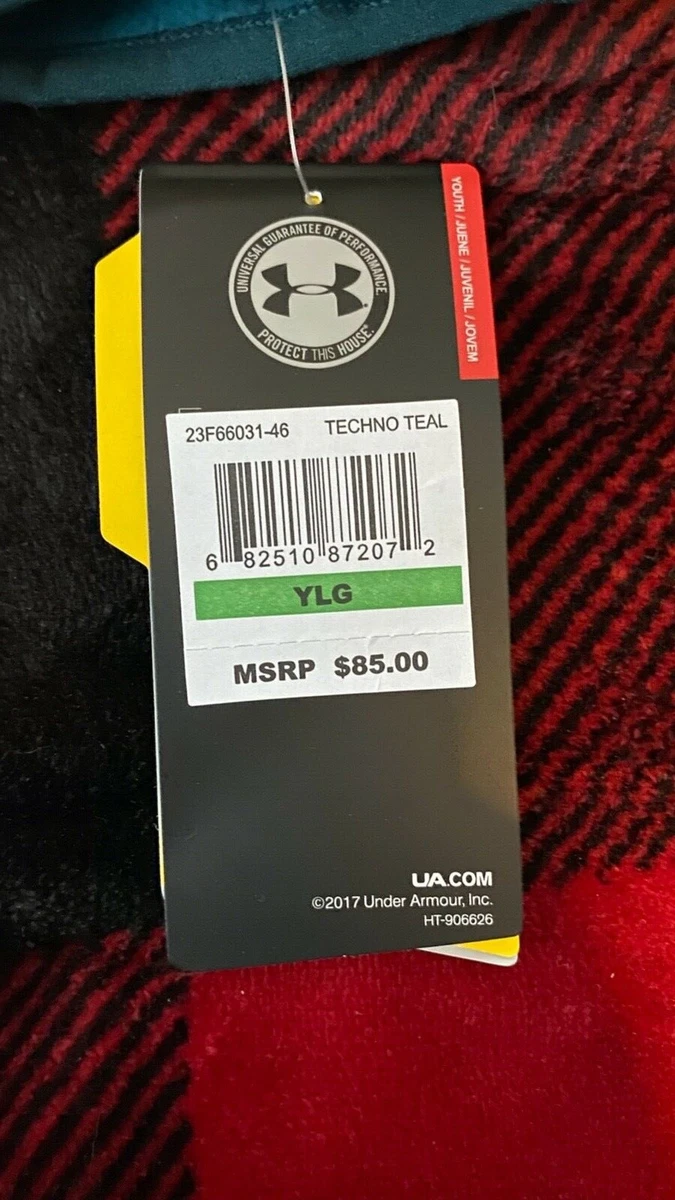 UNIVERSAL GUARANTEE OF PERFORMANCE.
PROTECT THIS HOUSE.®
YOUTH / JUENE / JUVENIL / JOVEM
23F66031-46 TECHNO TEAL
6 82510 87207 2
YLG
MSRP $85.00
UA.COM
©2017 Under Armour, Inc.
HT-906626